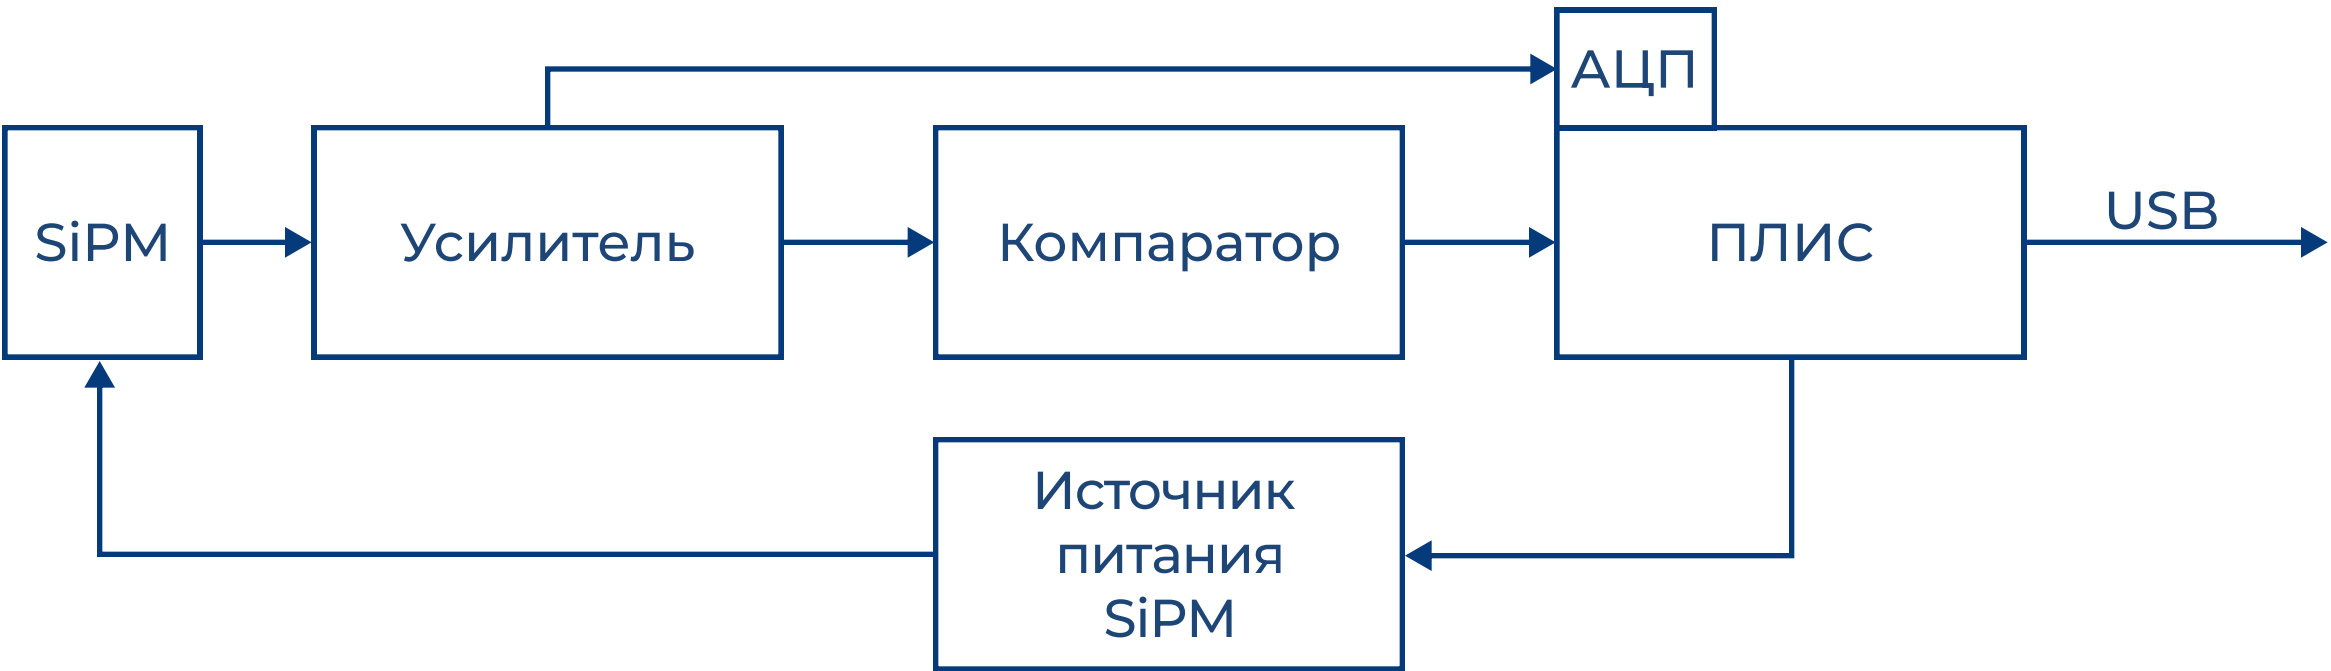 АЦП
SiPM
Усилитель
Компаратор
ПЛИС
USB
Источник
питания
SiPM